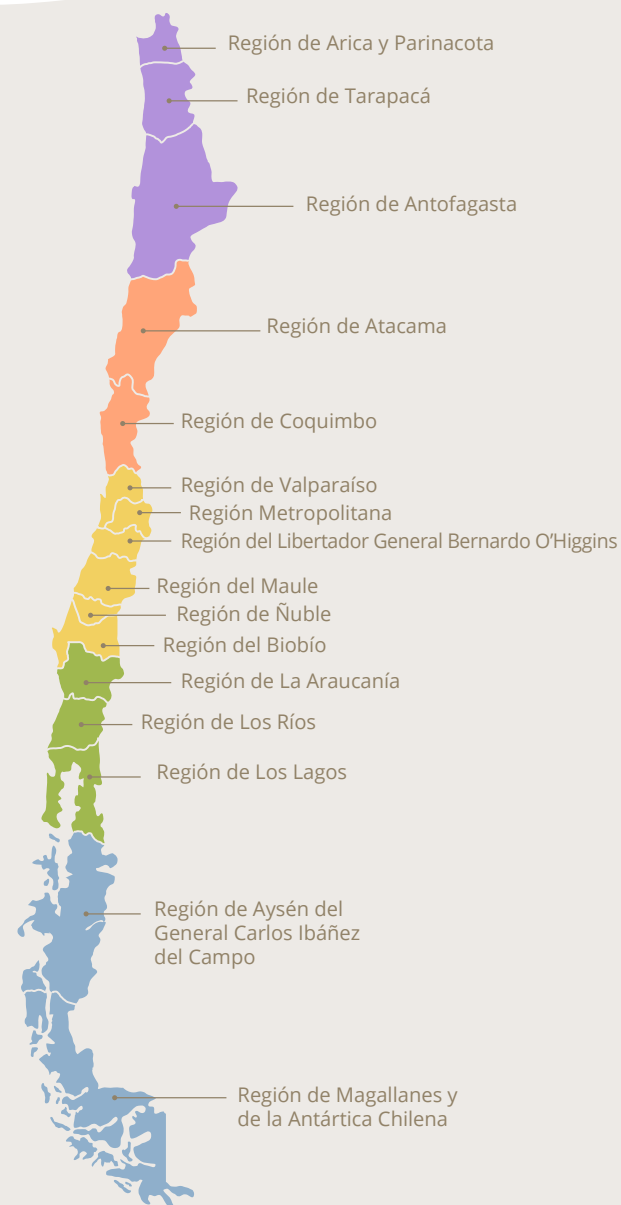 Región de Arica y Parinacota
Región de Tarapacá
Región de Antofagasta
Región de Atacama
Región de Coquimbo
Región de Valparaíso
Región Metropolitana
Región del Libertador General Bernardo O'Higgins
Región del Maule
Región de Ñuble
Región del Biobío
Región de La Araucanía
Región de Los Ríos
Región de Los Lagos
Región de Aysén del
General Carlos Ibáñez
del Campo
Región de Magallanes y
de la Antártica Chilena